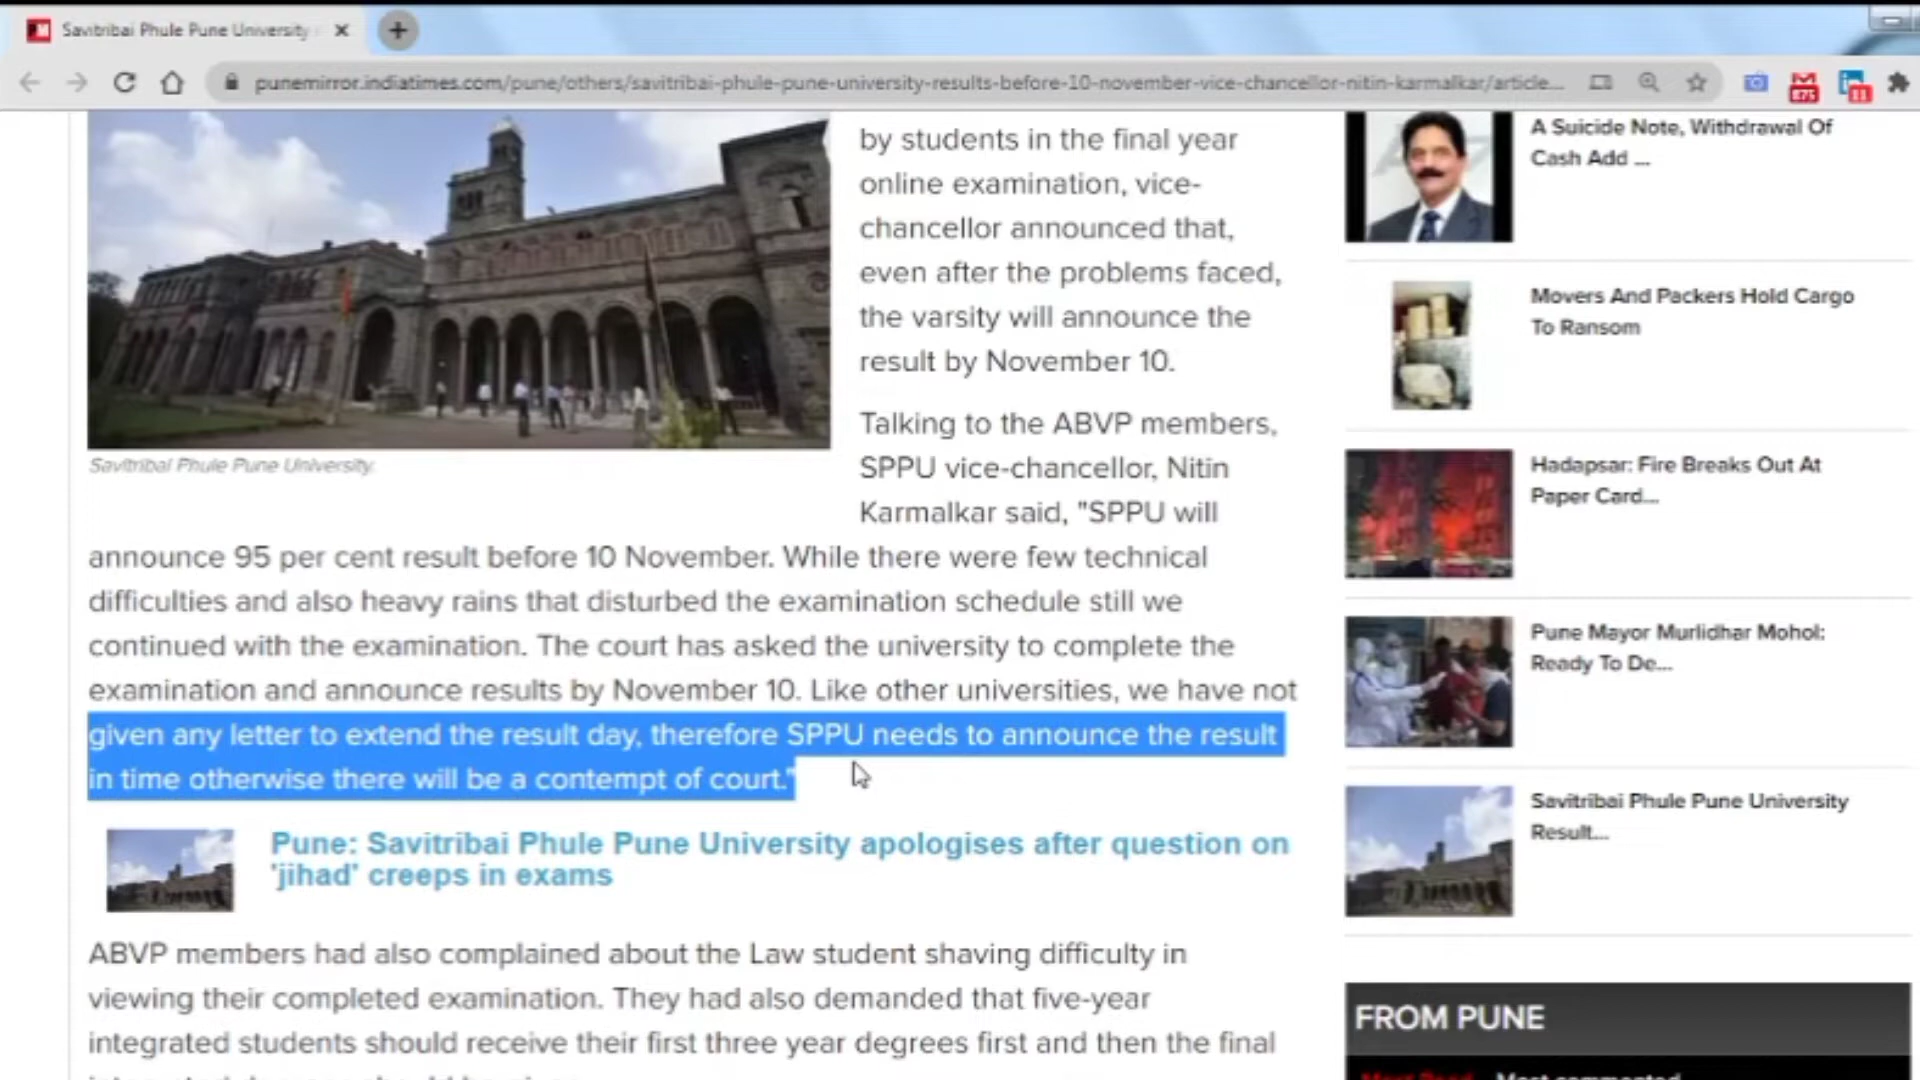 Savitribai Phule Pune University
punemirror.indiatimes.com/pune/others/savitribai-phule-pune-university-results-before-10-november-vice-chancellor-nitin-karmalkar/article...
875
11
by students in the final year
online examination, vice-
chancellor announced that,
even after the problems faced,
the varsity will announce the
result by November 10.
Talking to the ABVP members,
SPPU vice-chancellor, Nitin
Karmalkar said, "SPPU will
Savitribai Phule Pune University.
announce 95 per cent result before 10 November. While there were few technical
difficulties and also heavy rains that disturbed the examination schedule still we
continued with the examination. The court has asked the university to complete the
examination and announce results by November 10. Like other universities, we have not
given any letter to extend the result day, therefore SPPU needs to announce the result
in time otherwise there will be a contempt of court."
Pune: Savitribai Phule Pune University apologises after question on
'jihad' creeps in exams
ABVP members had also complained about the Law student shaving difficulty in
viewing their completed examination. They had also demanded that five-year
integrated students should receive their first three year degrees first and then the final
A Suicide Note, Withdrawal Of
Cash Add ...
Movers And Packers Hold Cargo
To Ransom
Hadapsar: Fire Breaks Out At
Paper Card...
Pune Mayor Murlidhar Mohol:
Ready To De...
Savitribai Phule Pune University
Result...
FROM PUNE
Most Read Most commented